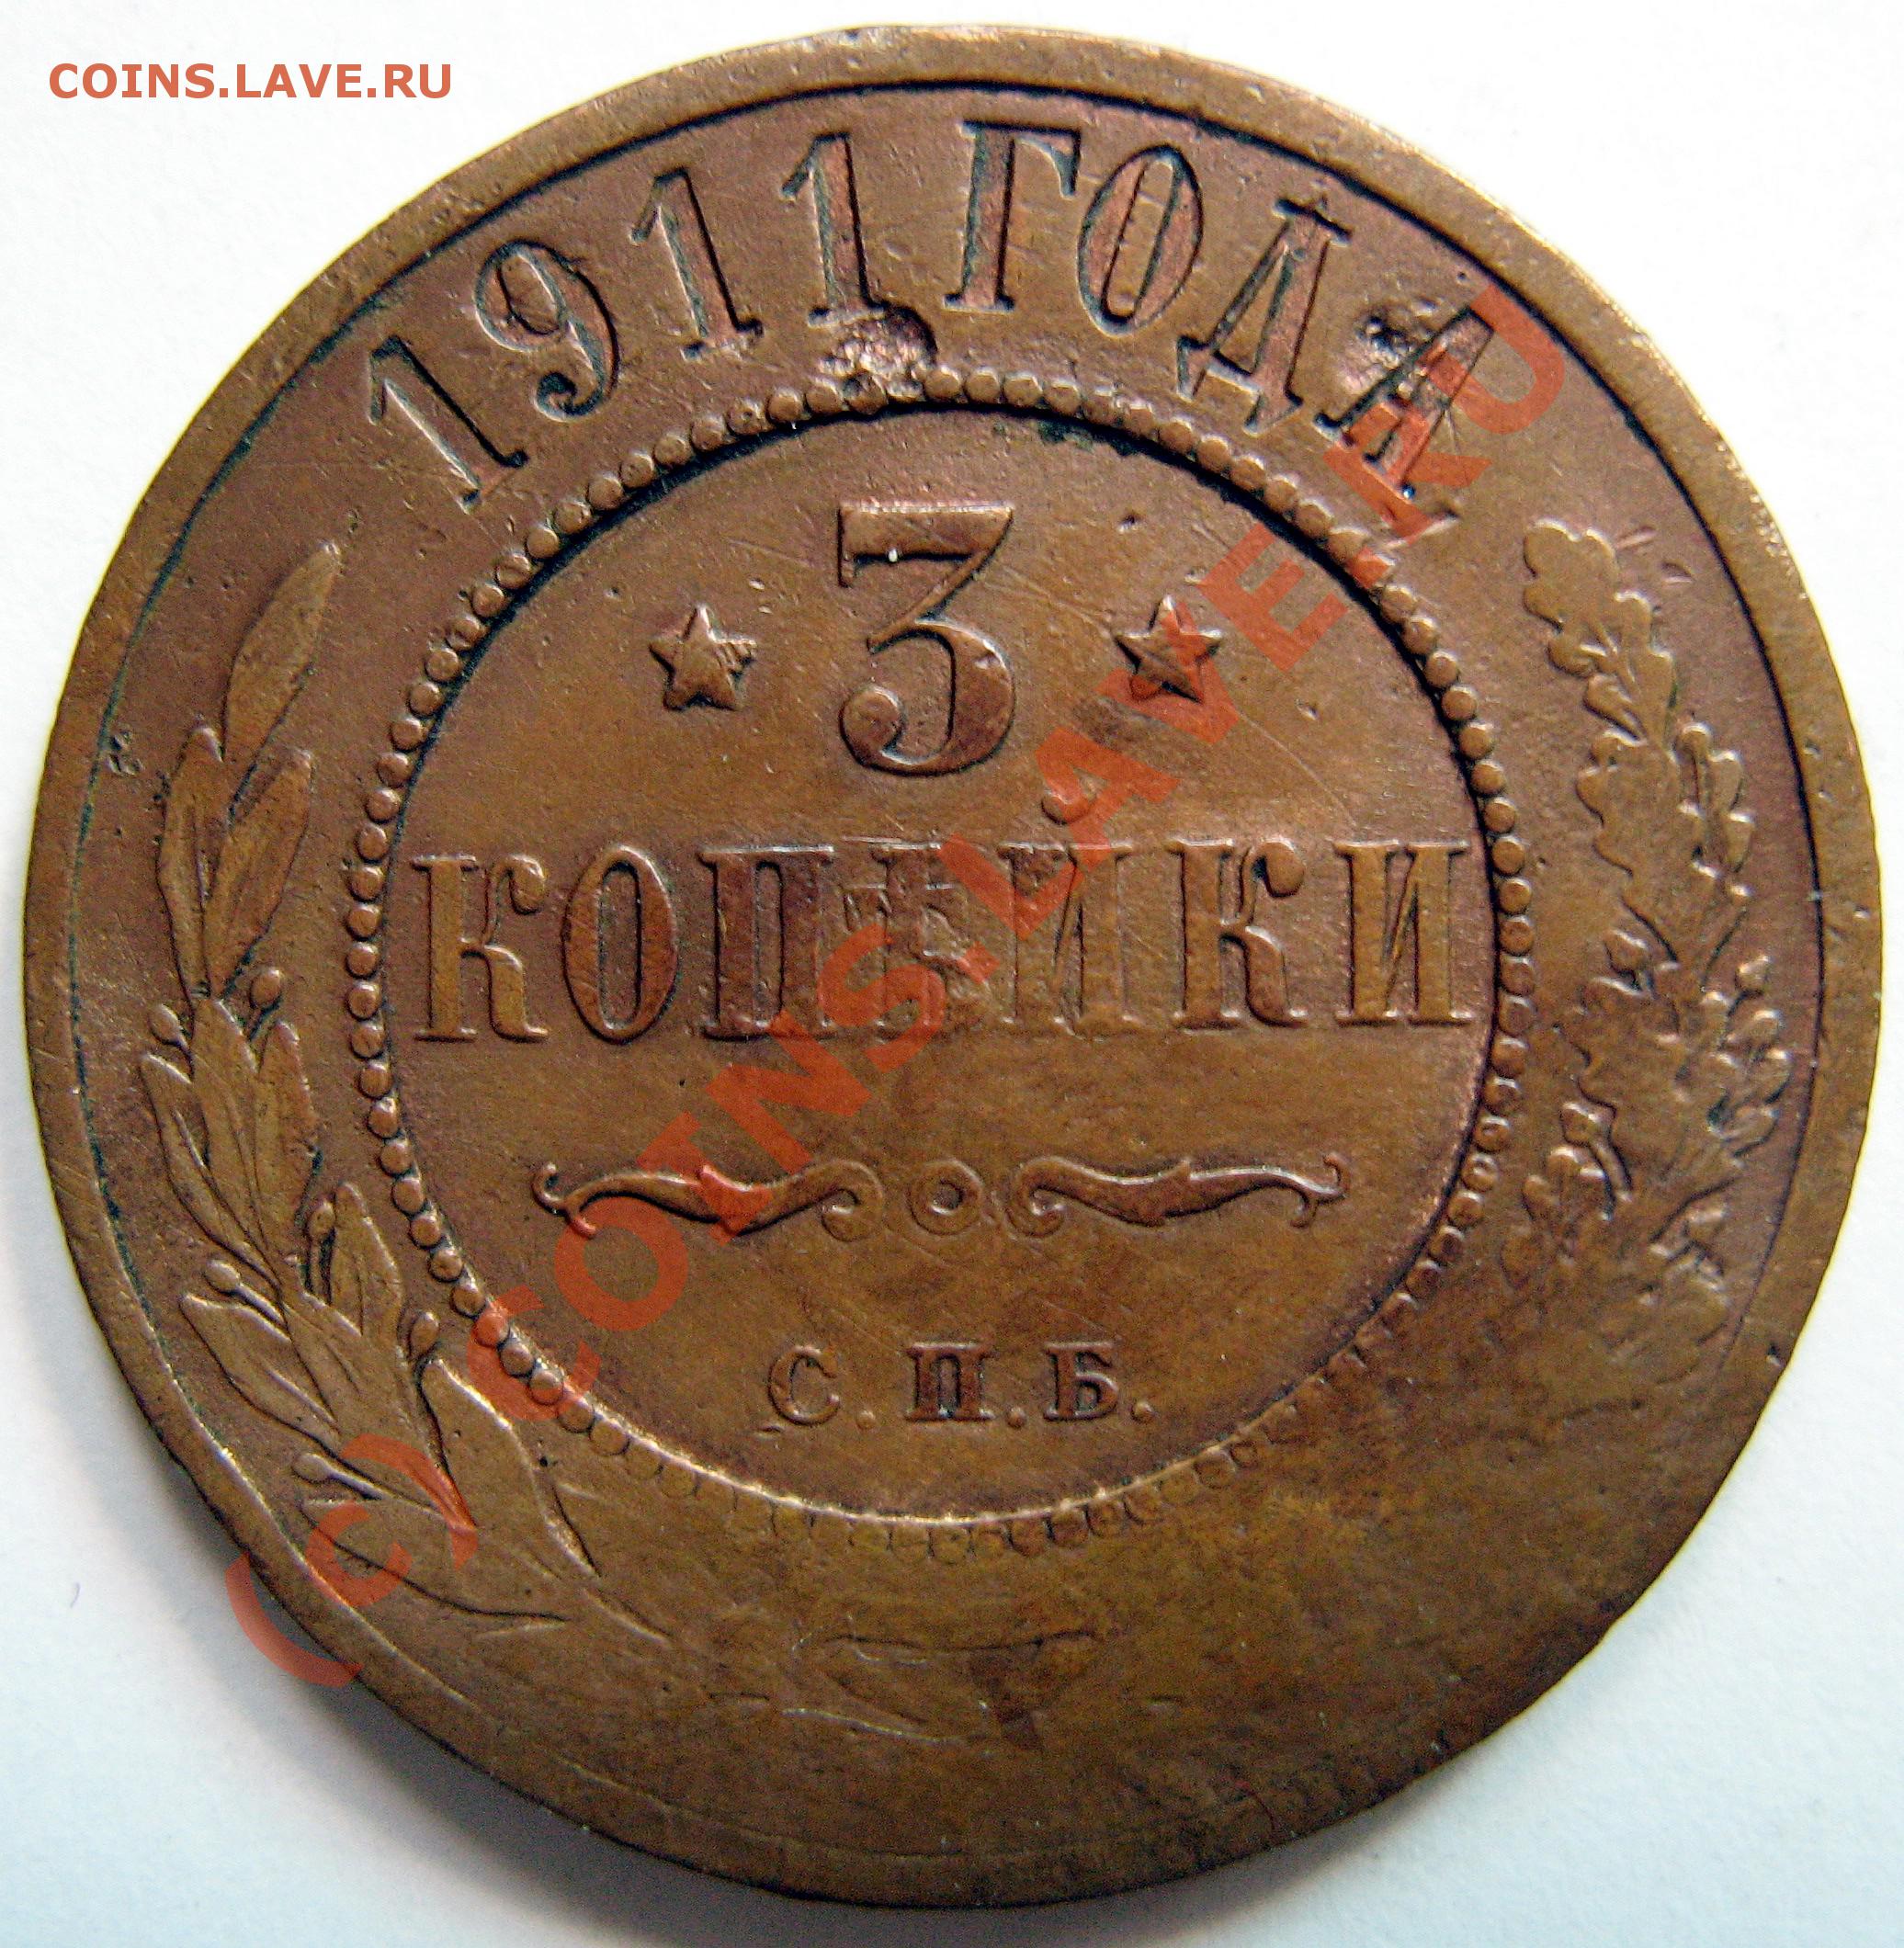 COINS.LAVE.RU
1911 ГОДА
3
КОПѢЙКИ
С.П.Б.
(c) COINS.LAVE.RU